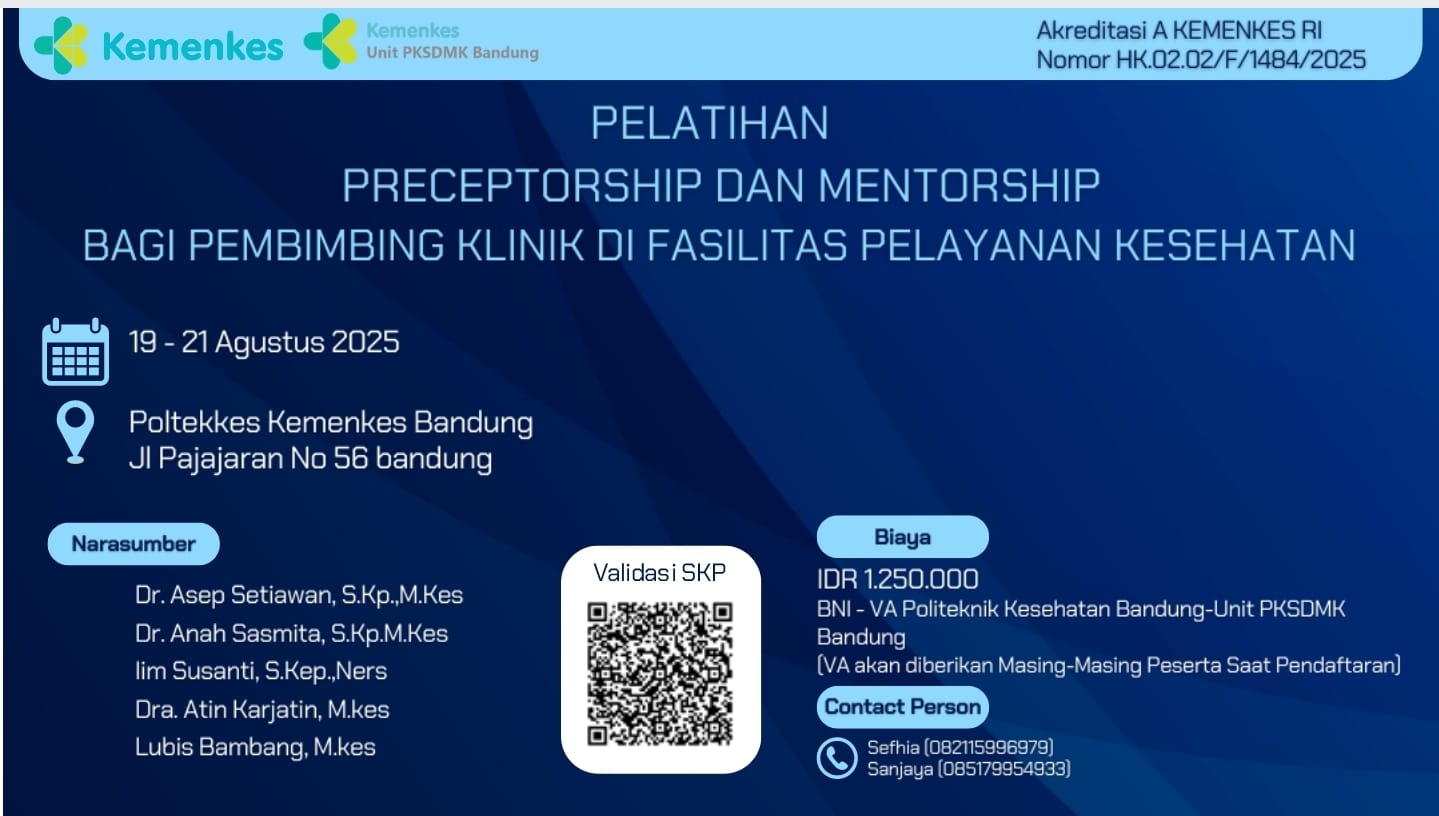 Kemenkes
Kemenkes
Unit PKSDMK Bandung
Akreditasi A KEMENKES RI
Nomor HK.02.02/F/1484/2025
PELATIHAN
PRECEPTORSHIP DAN MENTORSHIP
BAGI PEMBIMBING KLINIK DI FASILITAS PELAYANAN KESEHATAN
19 - 21 Agustus 2025
Poltekkes Kemenkes Bandung
Jl Pajajaran No 56 bandung
Narasumber
Dr. Asep Setiawan, S.Kp.,M.Kes
Dr. Anah Sasmita, S.Kp.M.Kes
Iim Susanti, S.Kep.,Ners
Dra. Atin Karjatin, M.kes
Lubis Bambang, M.kes
Validasi SKP
Biaya
IDR 1.250.000
BNI - VA Politeknik Kesehatan Bandung-Unit PKSDMK
Bandung
(VA akan diberikan Masing-Masing Peserta Saat Pendaftaran)
Contact Person
Sefhia (082115996979)
Sanjaya (085179954933)